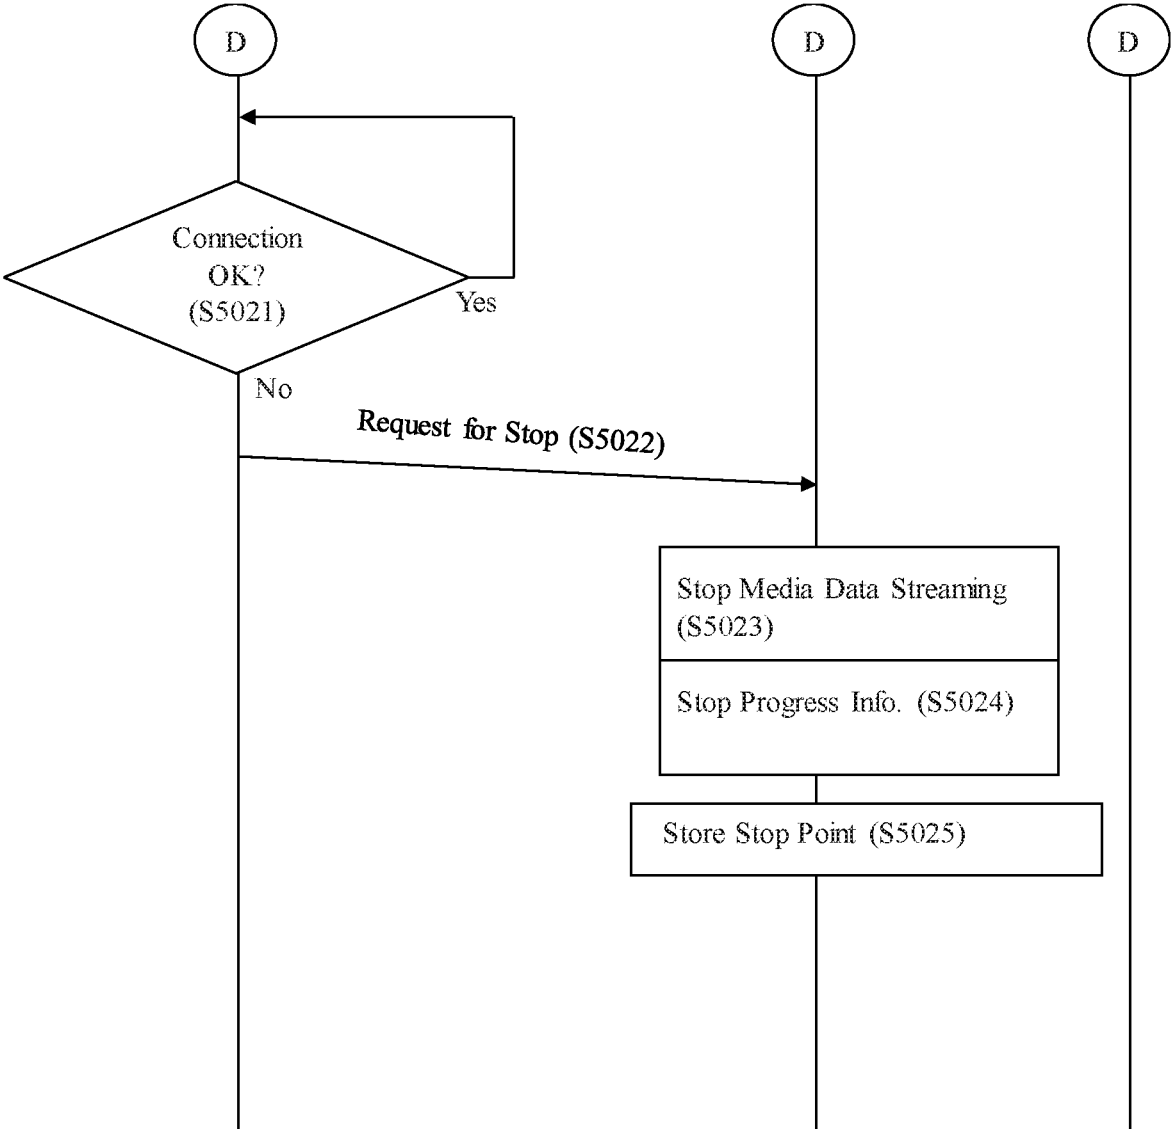 D
D
D
Connection
OK?
(S5021)
Yes
No
Request for Stop (S5022)
Stop Media Data Streaming
(S5023)
Stop Progress Info. (S5024)
Store Stop Point (S5025)